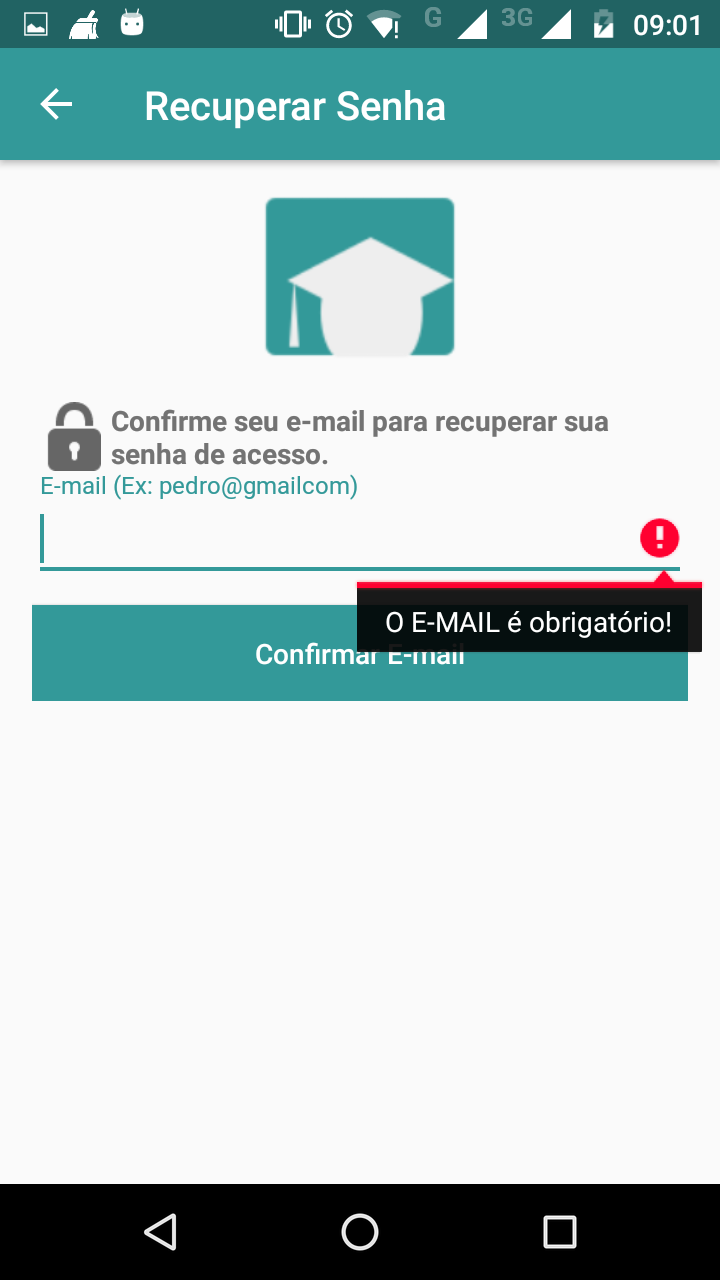 G 3G 09:01
Recuperar Senha
Confirme seu e-mail para recuperar sua
senha de acesso.
E-mail (Ex: pedro@gmailcom)
O E-MAIL é obrigatório!
Confirmar E-mail